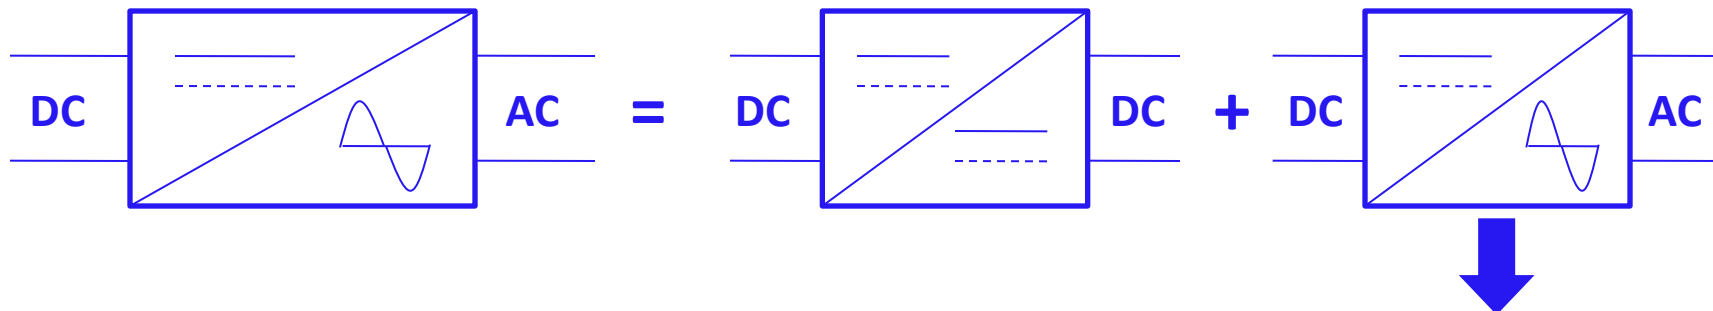 DC AC = DC DC + DC AC